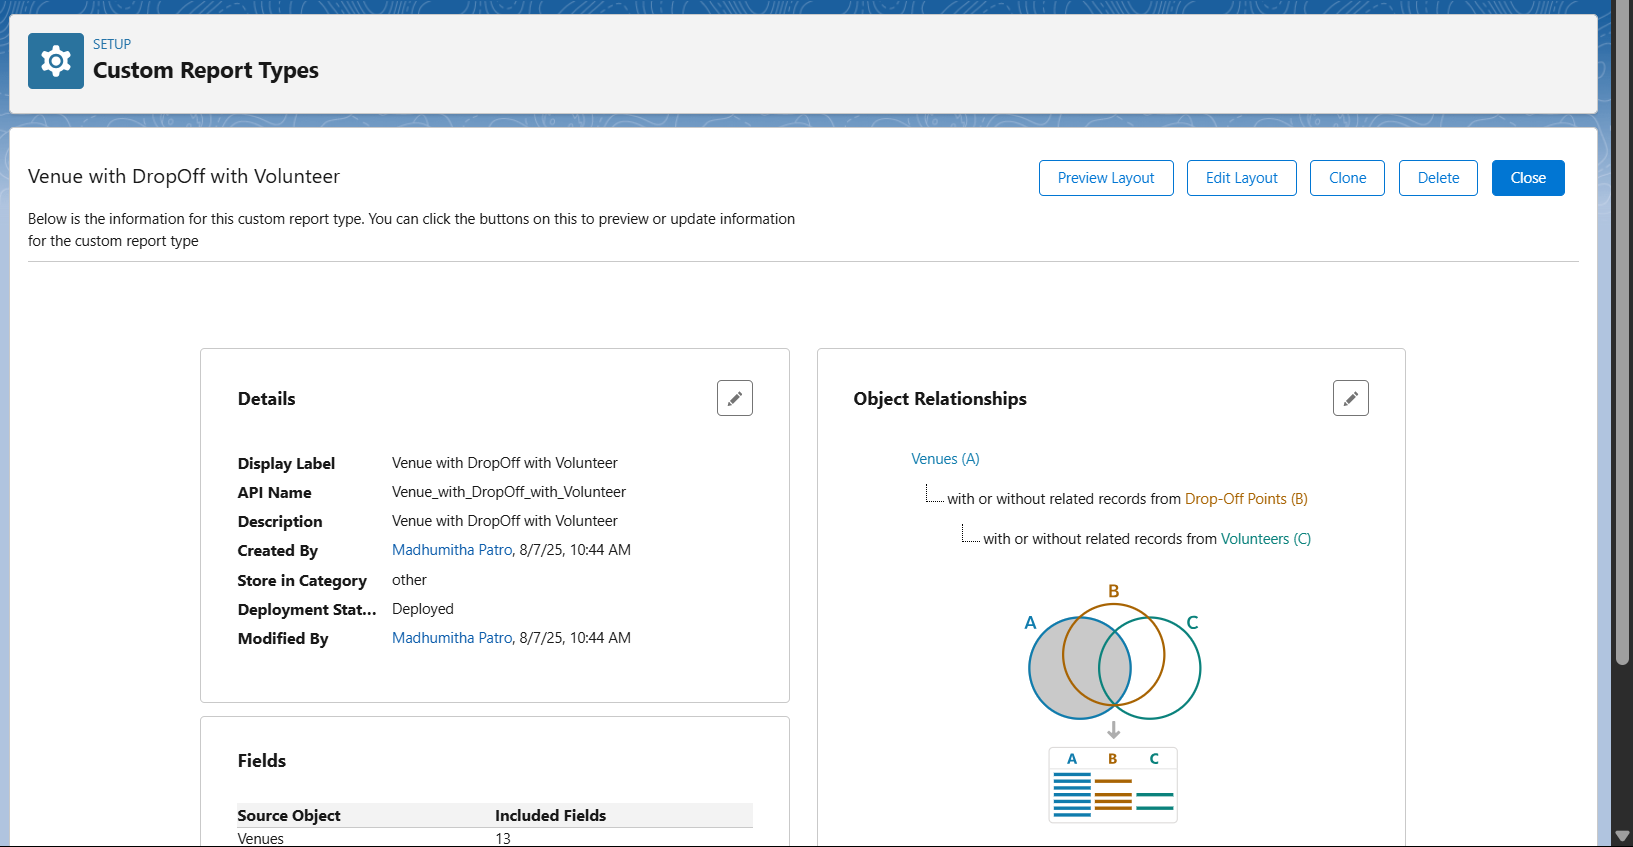 SETUP
Custom Report Types
Venue with DropOff with Volunteer
Preview Layout
Edit Layout
Clone
Delete
Close
Below is the information for this custom report type. You can click the buttons on this to preview or update information
for the custom report type
Details
Display Label Venue with DropOff with Volunteer
API Name Venue_with_DropOff_with_Volunteer
Description Venue with DropOff with Volunteer
Created By Madhumitha Patro, 8/7/25, 10:44 AM
Store in Category other
Deployment Stat... Deployed
Modified By Madhumitha Patro, 8/7/25, 10:44 AM
Fields
Source Object Included Fields
Venues 13
Object Relationships
Venues (A)
with or without related records from Drop-Off Points (B)
with or without related records from Volunteers (C)
B
A C
A B C